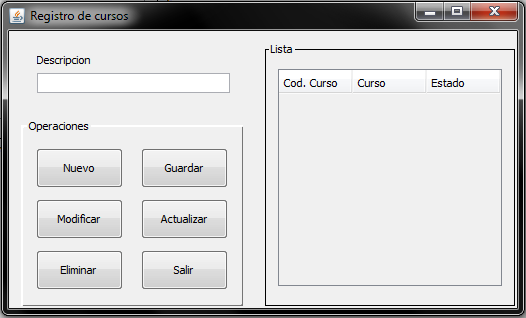 Registro de cursos
Descripcion
Operaciones
Nuevo Guardar
Modificar Actualizar
Eliminar Salir
Lista
Cod. Curso Curso Estado